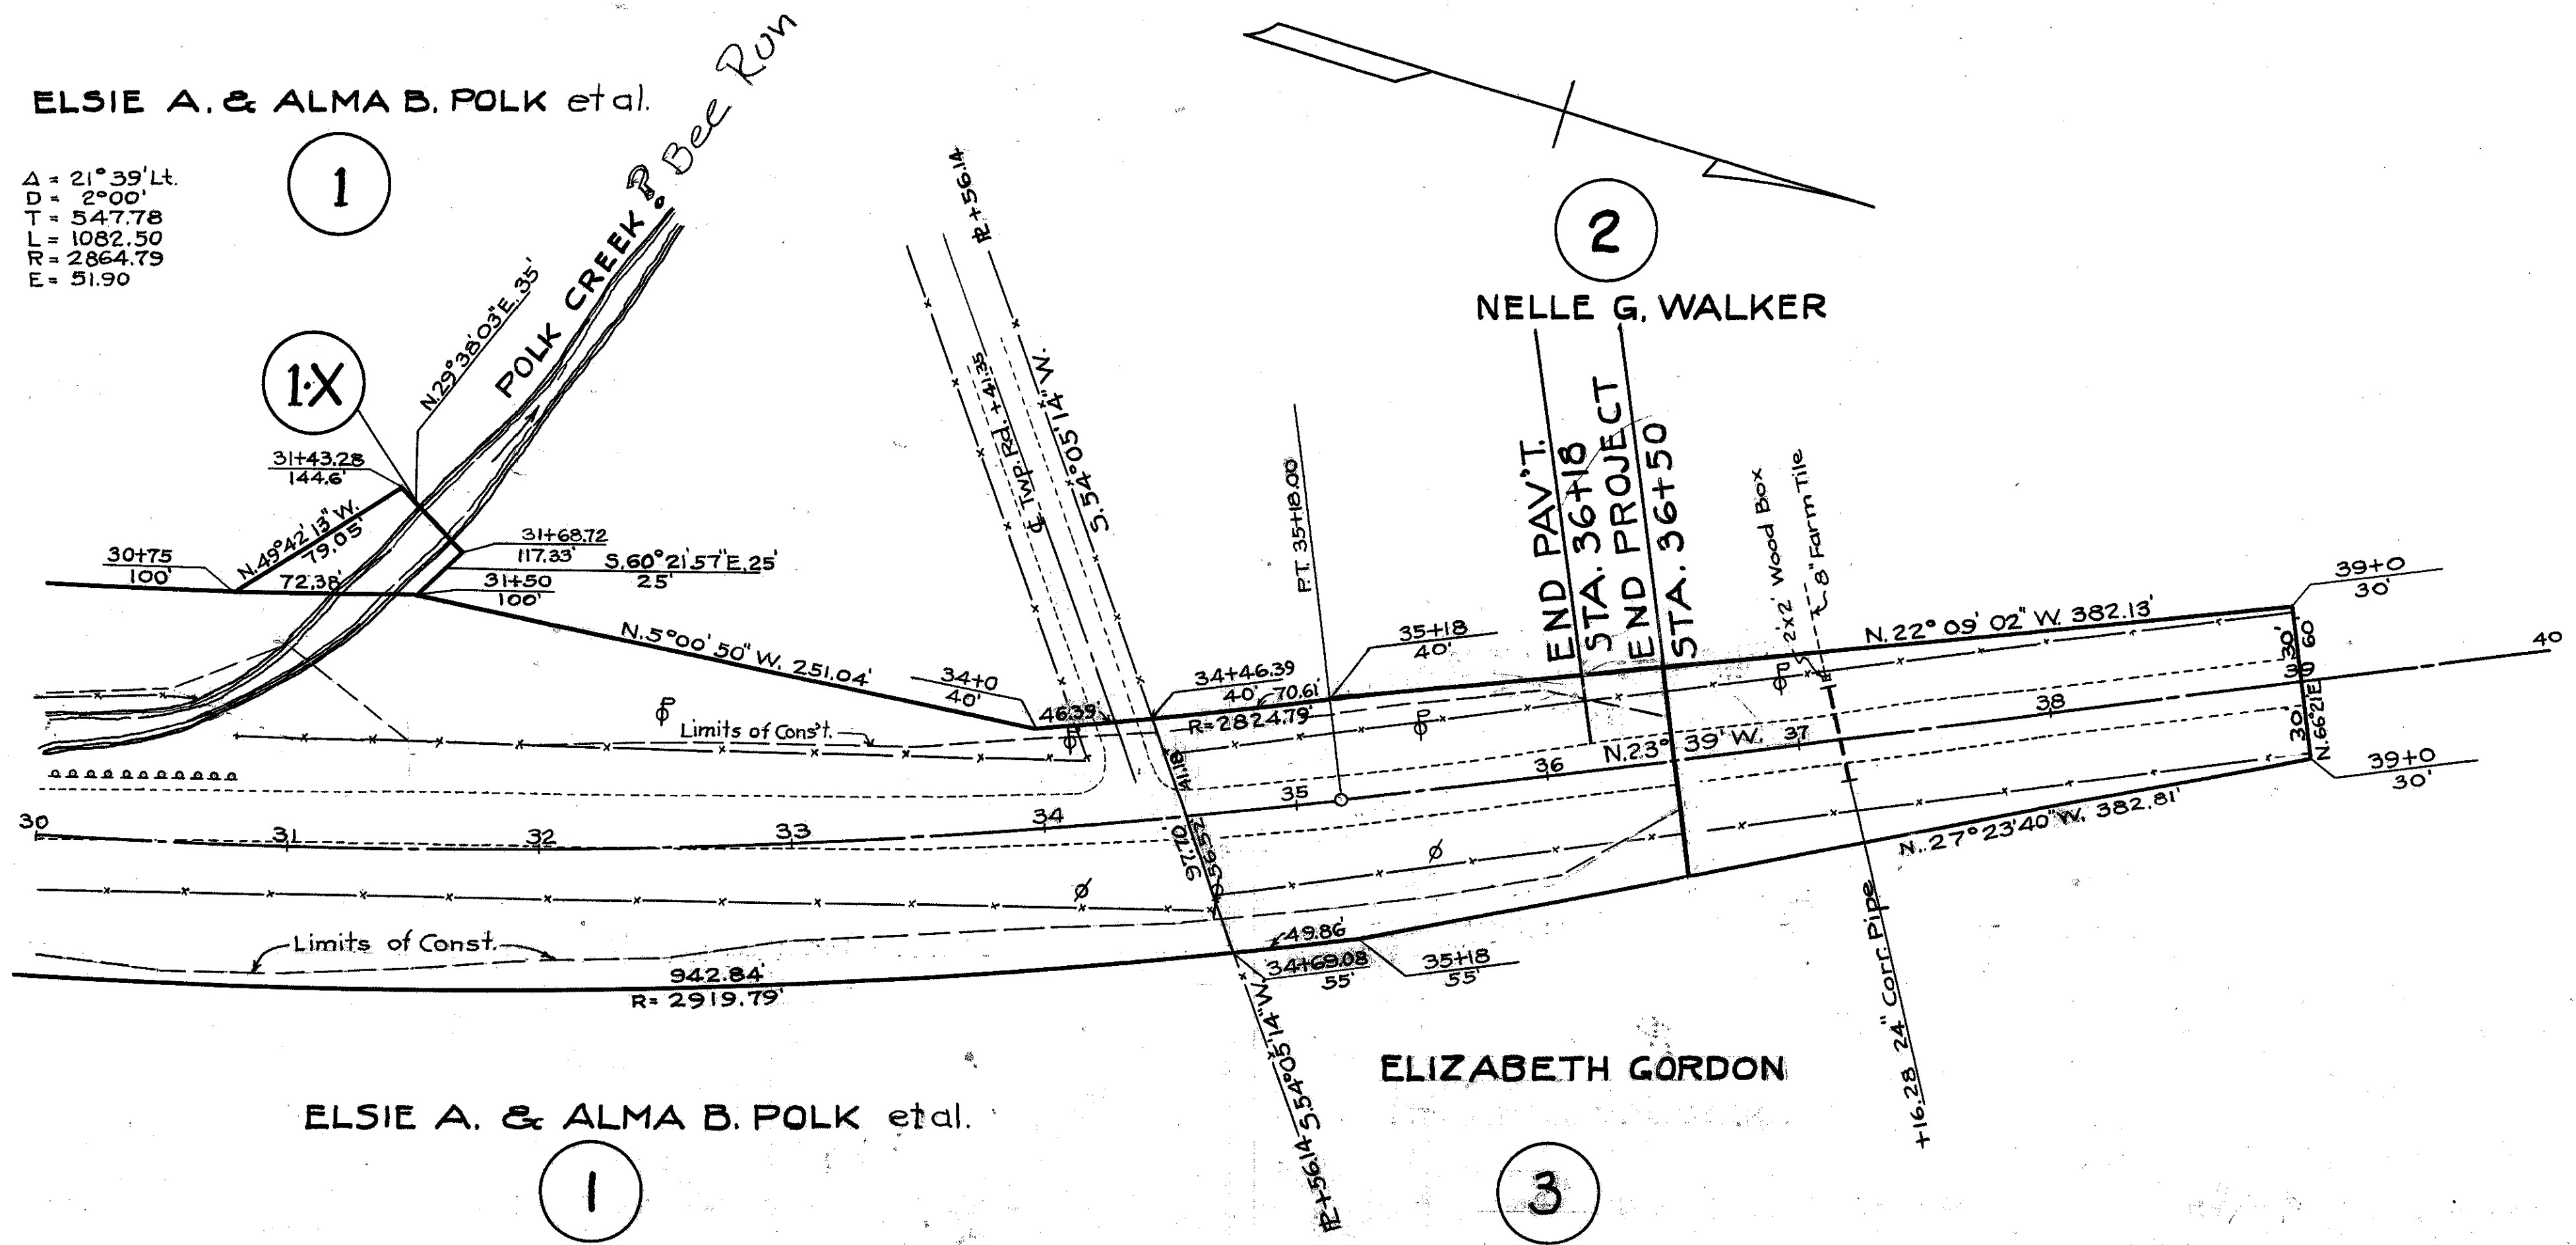 ELSIE A. & ALMA B. POLK et al.
1
Δ = 21° 39' Lt.
D = 2°00'
T = 547.78
L = 1082.50
R = 2864.79
E = 51.90
POLK CREEK ? Bee Run
1·X
N.29°38'03"E. 35'
31+43.28
144.6'
N.49°42'13"W.
79.05'
30+75
100'
72.38'
31+68.72
117.33'
S.60°21'57"E. 25'
25'
31+50
100'
N.5°00'50"W. 251.04'
Limits of Const.
34+0
40'
46.39'
℄ Twp. Rd. + 41.35
S.54°05'14"W.
℄+56.14
34+46.39
40'
70.61'
R=2824.79'
P.T. 35+18.00
35+18
40'
2
NELLE G. WALKER
END PAV'T.
STA. 36+18
END PROJECT
STA. 36+50
2'x2' Wood Box
8" Farm Tile
N.22°09'02"W. 382.13'
39+0
30'
30'
60
30'
N.66°21'E.
39+0
30'
N.23°39'W.
30
31
32
33
34
35
36
37
38
40
41.18
97.70
56.52
Limits of Const.
942.84'
R= 2919.79'
49.86'
34+69.08
55'
35+18
55'
N.27°23'40"W. 382.81'
+16.28 24" Corr. Pipe
℄+56.14 S.54°05'14"W.
ELIZABETH GORDON
3
ELSIE A. & ALMA B. POLK et al.
1